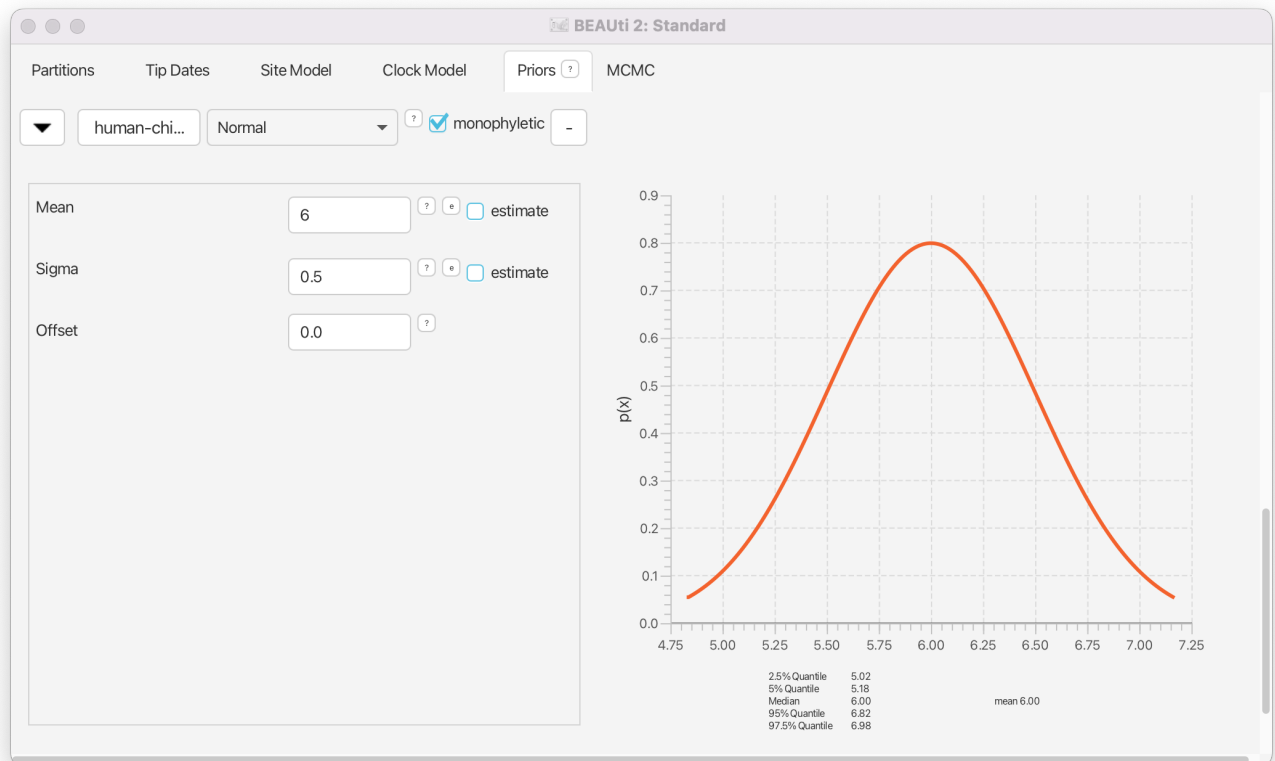 BEAUti 2: Standard
Partitions Tip Dates Site Model Clock Model Priors ? MCMC
human-chi... Normal ? monophyletic -
Mean 6 ? e estimate
Sigma 0.5 ? e estimate
Offset 0.0 ?
0.9
0.8
0.7
0.6
0.5
0.4
0.3
0.2
0.1
0.0
p(x)
4.75 5.00 5.25 5.50 5.75 6.00 6.25 6.50 6.75 7.00 7.25
2.5% Quantile 5.02
5% Quantile 5.18
Median 6.00 mean 6.00
95% Quantile 6.82
97.5% Quantile 6.98